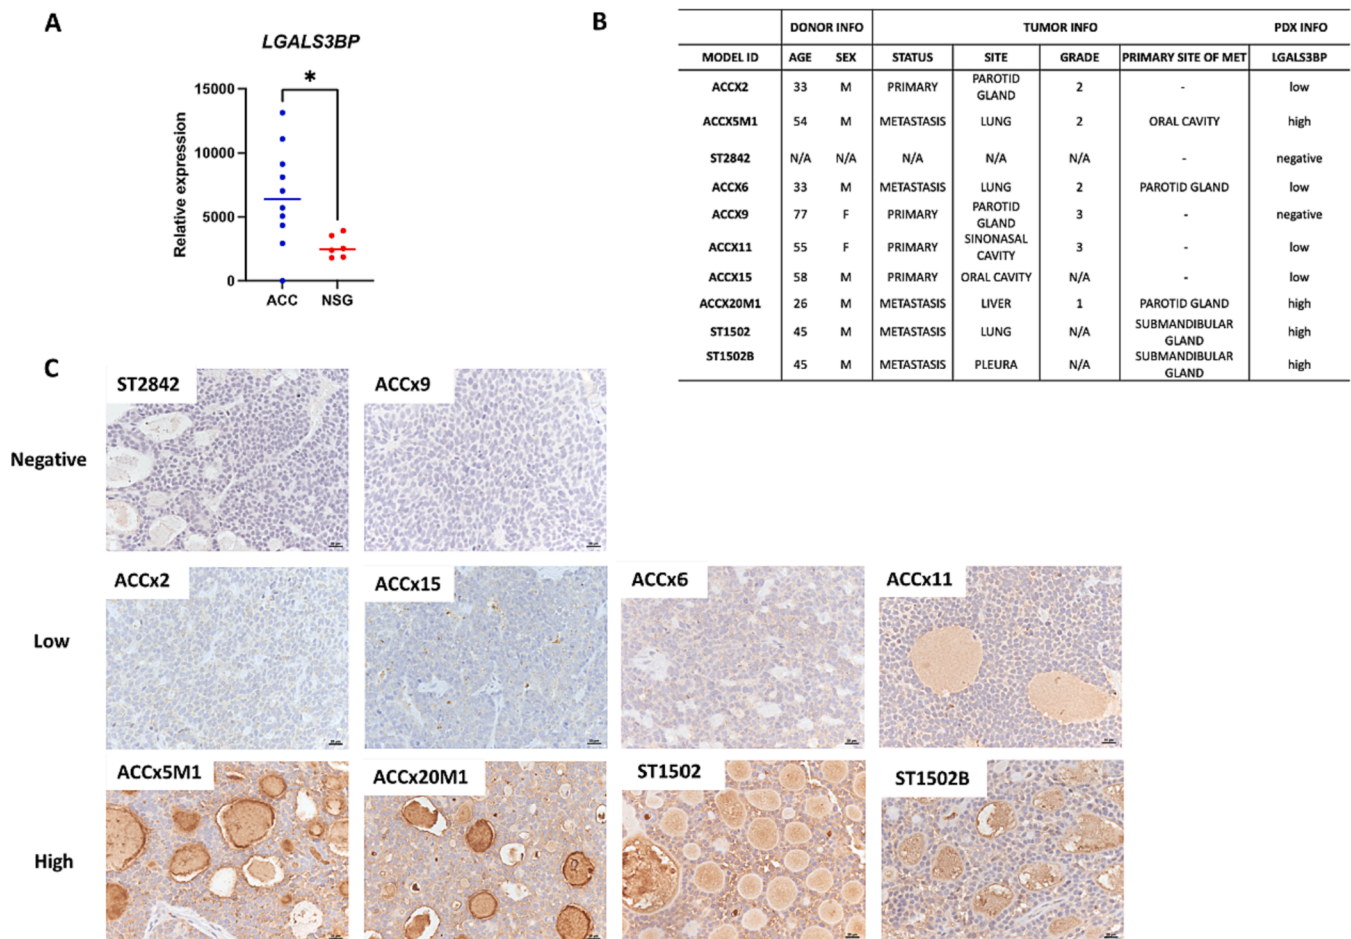 A
LGALS3BP
*
15000
10000
5000
0
Relative expression
ACC NSG
B
DONOR INFO TUMOR INFO PDX INFO
MODEL ID AGE SEX STATUS SITE GRADE PRIMARY SITE OF MET LGALS3BP
ACCX2 33 M PRIMARY PAROTID GLAND 2 - low
ACCX5M1 54 M METASTASIS LUNG 2 ORAL CAVITY high
ST2842 N/A N/A N/A N/A N/A - negative
ACCX6 33 M METASTASIS LUNG 2 PAROTID GLAND low
ACCX9 77 F PRIMARY PAROTID GLAND 3 - negative
ACCX11 55 F PRIMARY SINONASAL CAVITY 3 - low
ACCX15 58 M PRIMARY ORAL CAVITY N/A - low
ACCX20M1 26 M METASTASIS LIVER 1 PAROTID GLAND high
ST1502 45 M METASTASIS LUNG N/A SUBMANDIBULAR GLAND high
ST1502B 45 M METASTASIS PLEURA N/A SUBMANDIBULAR GLAND high
C
Negative
ST2842
ACCx9
Low
ACCx2
ACCx15
ACCx6
ACCx11
High
ACCx5M1
ACCx20M1
ST1502
ST1502B